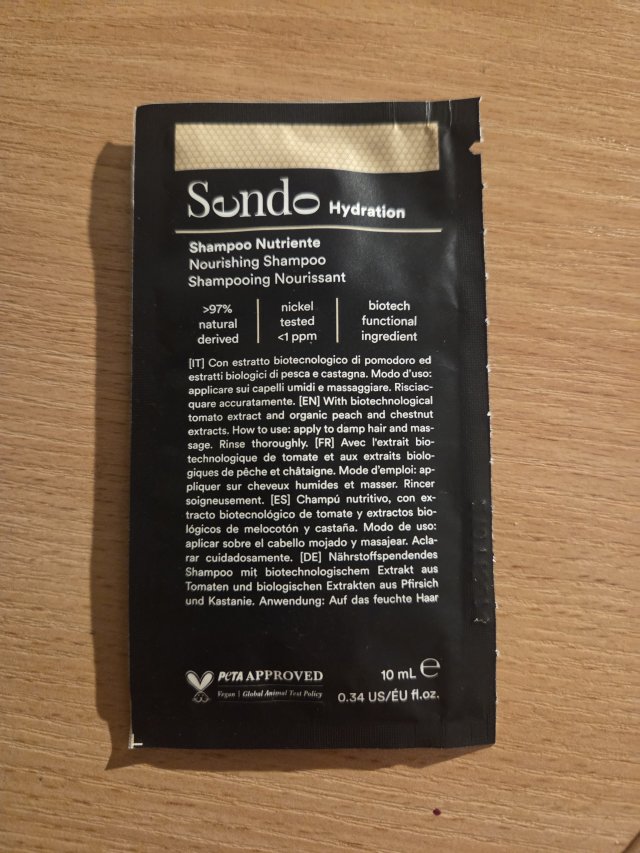 Sendo Hydration
Shampoo Nutriente
Nourishing Shampoo
Shampooing Nourissant
>97%
natural
derived
nickel
tested
<1 ppm
biotech
functional
ingredient
[IT] Con estratto biotecnologico di pomodoro ed
estratti biologici di pesca e castagna. Modo d'uso:
applicare sui capelli umidi e massaggiare. Risciac-
quare accuratamente. [EN] With biotechnological
tomato extract and organic peach and chestnut
extracts. How to use: apply to damp hair and mas-
sage. Rinse thoroughly. [FR] Avec l'extrait bio-
technologique de tomate et aux extraits biolo-
giques de pêche et châtaigne. Mode d'emploi: ap-
pliquer sur cheveux humides et masser. Rincer
soigneusement. [ES] Champú nutritivo, con ex-
tracto biotecnológico de tomate y extractos bio-
lógicos de melocotón y castaña. Modo de uso:
aplicar sobre el cabello mojado y masajear. Acla-
rar cuidadosamente. [DE] Nährstoffspendendes
Shampoo mit biotechnologischem Extrakt aus
Tomaten und biologischen Extrakten aus Pfirsich
und Kastanie. Anwendung: Auf das feuchte Haar
PETA APPROVED
Vegan | Global Animal Test Policy
10 mL e
0.34 US/ÉU fl.oz.